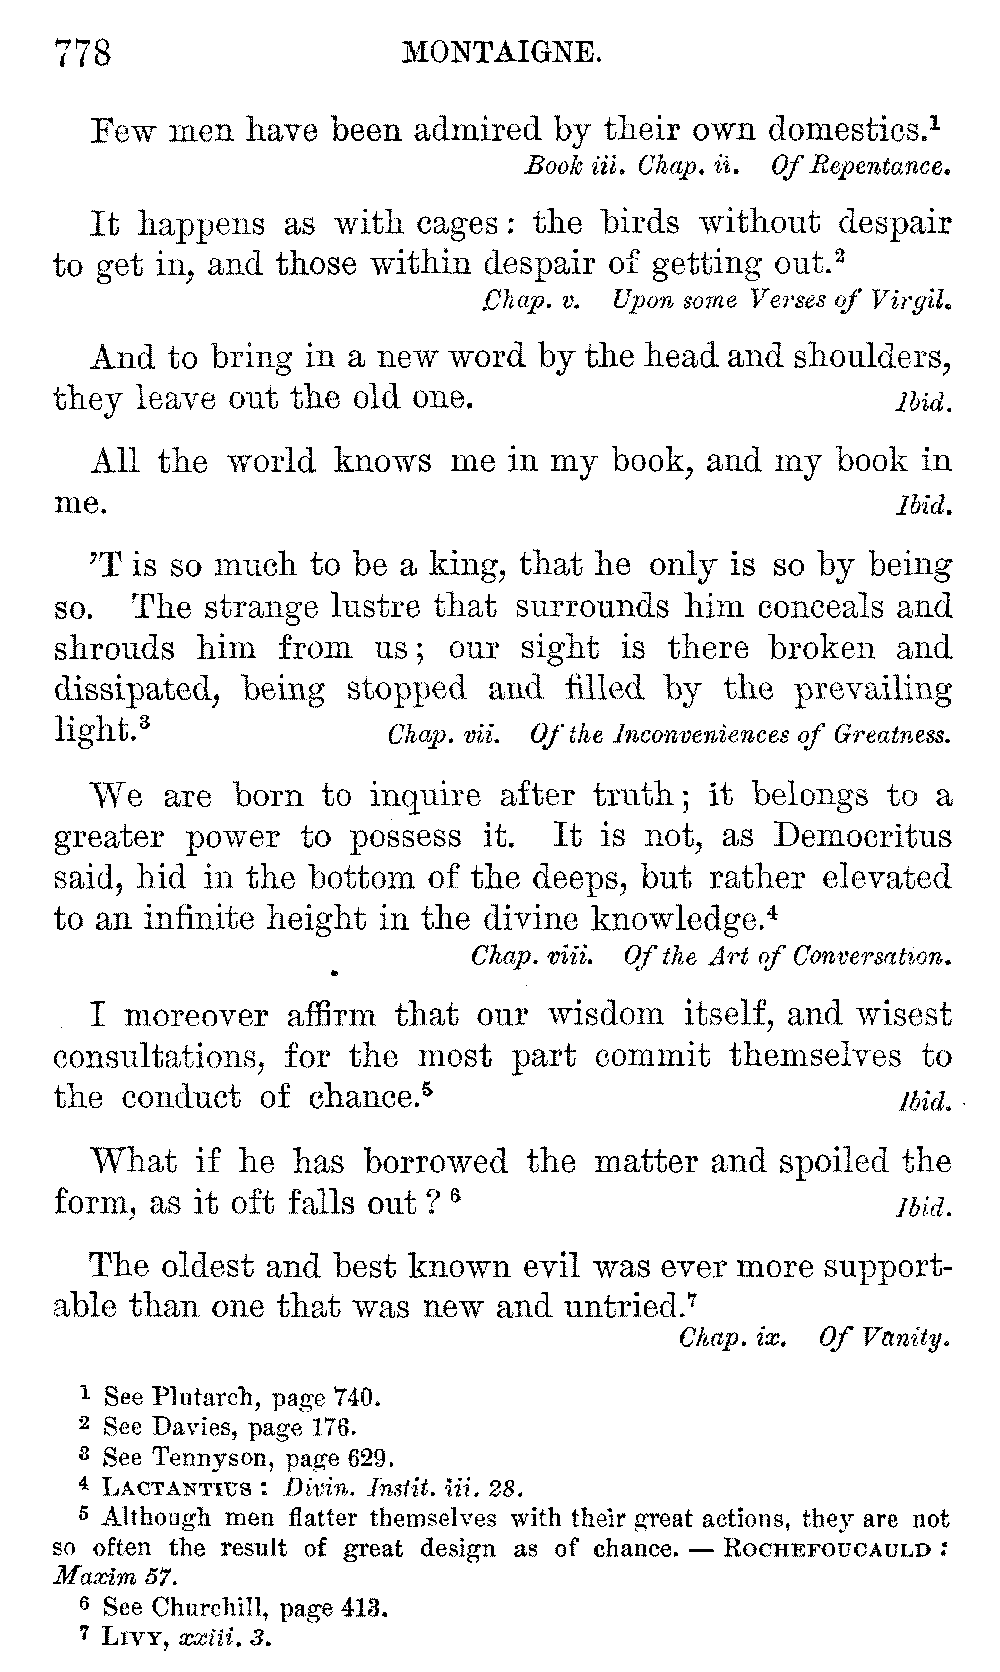 778 MONTAIGNE.
Few men have been admired by their own domestics.¹
Book iii. Chap. ii. Of Repentance.
It happens as with cages: the birds without despair
to get in, and those within despair of getting out.²
Chap. v. Upon some Verses of Virgil.
And to bring in a new word by the head and shoulders,
they leave out the old one. Ibid.
All the world knows me in my book, and my book in
me. Ibid.
'T is so much to be a king, that he only is so by being
so. The strange lustre that surrounds him conceals and
shrouds him from us; our sight is there broken and
dissipated, being stopped and filled by the prevailing
light.³ Chap. vii. Of the Inconveniences of Greatness.
We are born to inquire after truth; it belongs to a
greater power to possess it. It is not, as Democritus
said, hid in the bottom of the deeps, but rather elevated
to an infinite height in the divine knowledge.⁴
Chap. viii. Of the Art of Conversation.
I moreover affirm that our wisdom itself, and wisest
consultations, for the most part commit themselves to
the conduct of chance.⁵ Ibid.
What if he has borrowed the matter and spoiled the
form, as it oft falls out?⁶ Ibid.
The oldest and best known evil was ever more support-
able than one that was new and untried.⁷
Chap. ix. Of Vanity.
¹ See Plutarch, page 740.
² See Davies, page 176.
³ See Tennyson, page 629.
⁴ LACTANTIUS: Divin. Instit. iii. 28.
⁵ Although men flatter themselves with their great actions, they are not
so often the result of great design as of chance. — ROCHEFOUCAULD:
Maxim 57.
⁶ See Churchill, page 413.
⁷ LIVY, xxiii. 3.